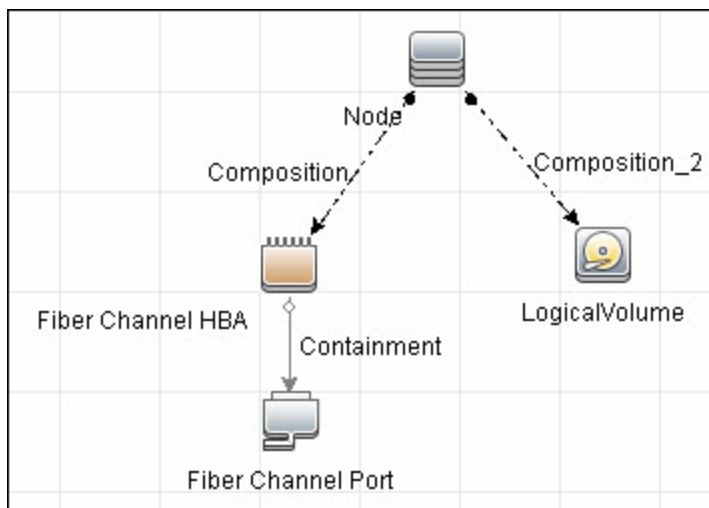 Node
Composition
Composition_2
Fiber Channel HBA
LogicalVolume
Containment
Fiber Channel Port